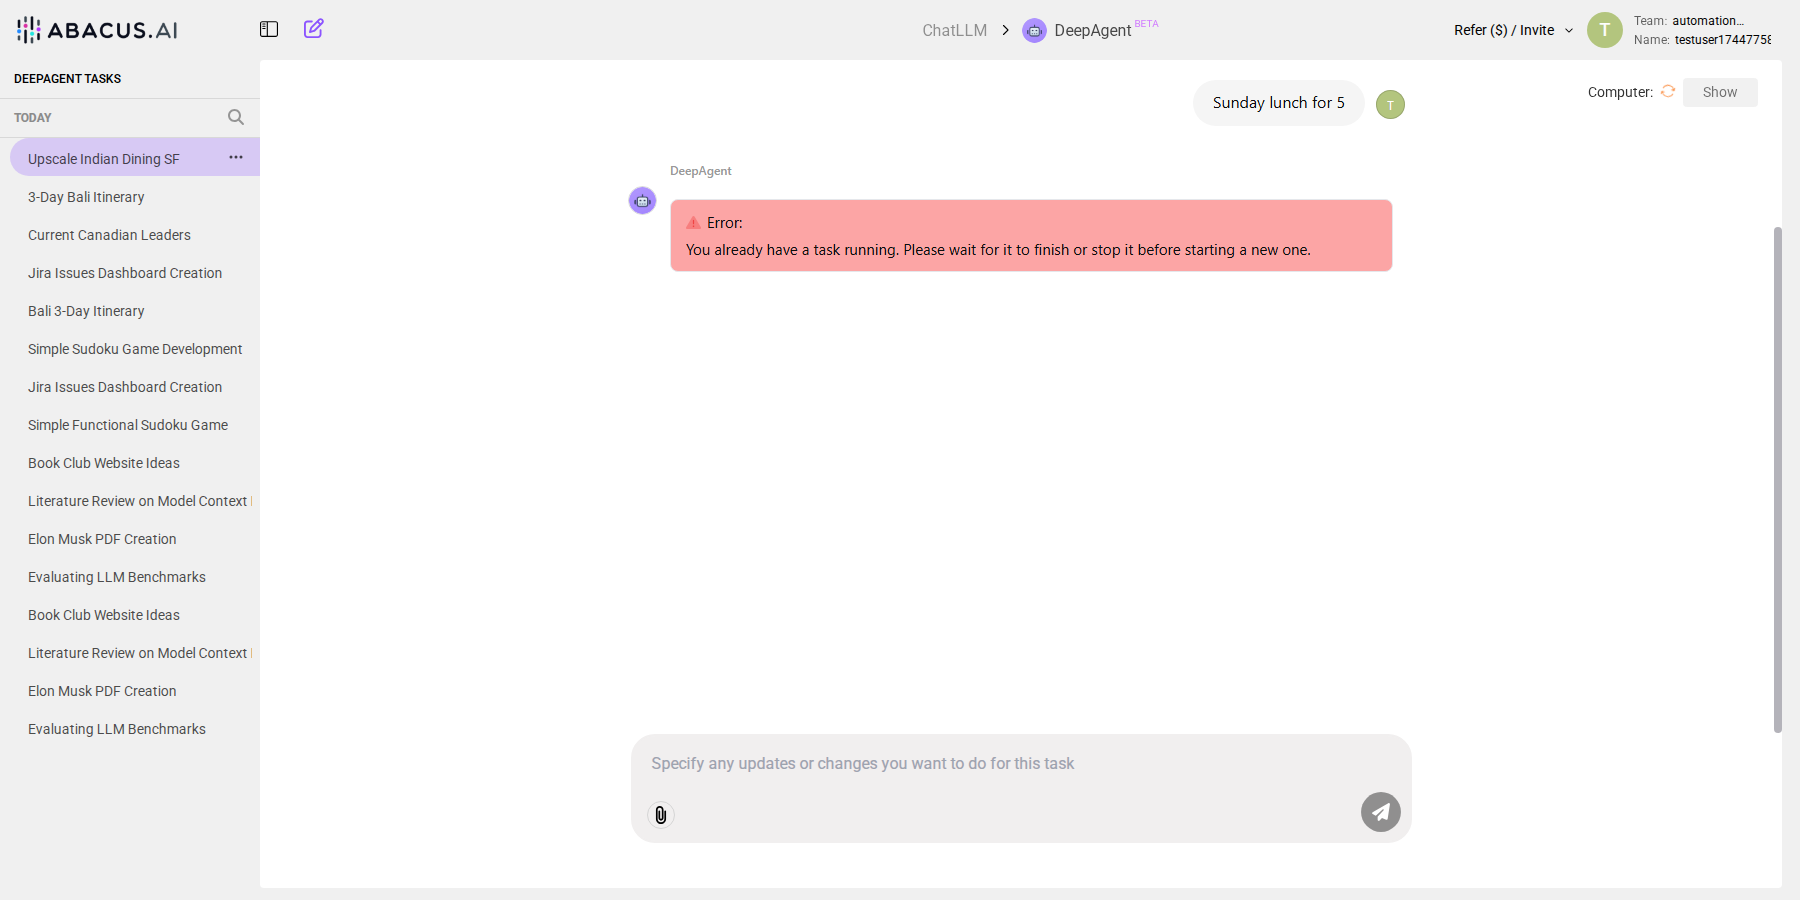 ABACUS.AI
ChatLLM
DeepAgent BETA
Refer ($) / Invite
T
Team: automation...
Name: testuser1744775
DEEPAGENT TASKS
TODAY
Upscale Indian Dining SF
3-Day Bali Itinerary
Current Canadian Leaders
Jira Issues Dashboard Creation
Bali 3-Day Itinerary
Simple Sudoku Game Development
Jira Issues Dashboard Creation
Simple Functional Sudoku Game
Book Club Website Ideas
Literature Review on Model Context
Elon Musk PDF Creation
Evaluating LLM Benchmarks
Book Club Website Ideas
Literature Review on Model Context
Elon Musk PDF Creation
Evaluating LLM Benchmarks
Sunday lunch for 5
T
Computer:
Show
DeepAgent
Error:
You already have a task running. Please wait for it to finish or stop it before starting a new one.
Specify any updates or changes you want to do for this task